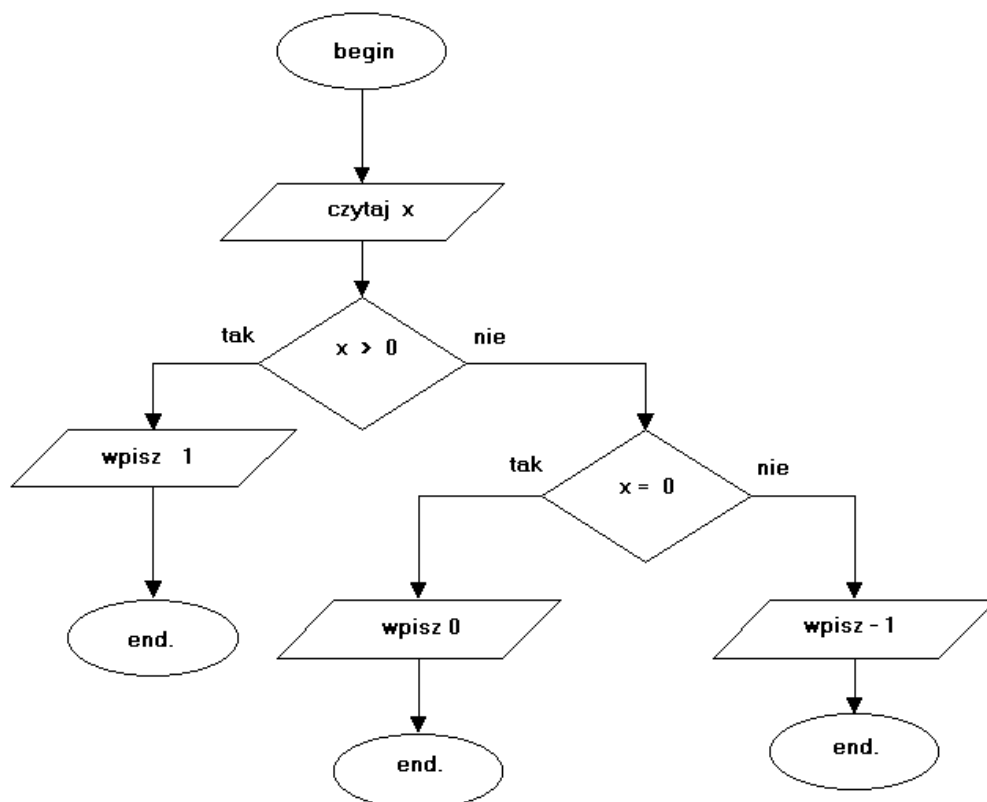 begin
czytaj x
x > 0
tak
nie
wpisz 1
end.
x = 0
tak
nie
wpisz 0
end.
wpisz - 1
end.